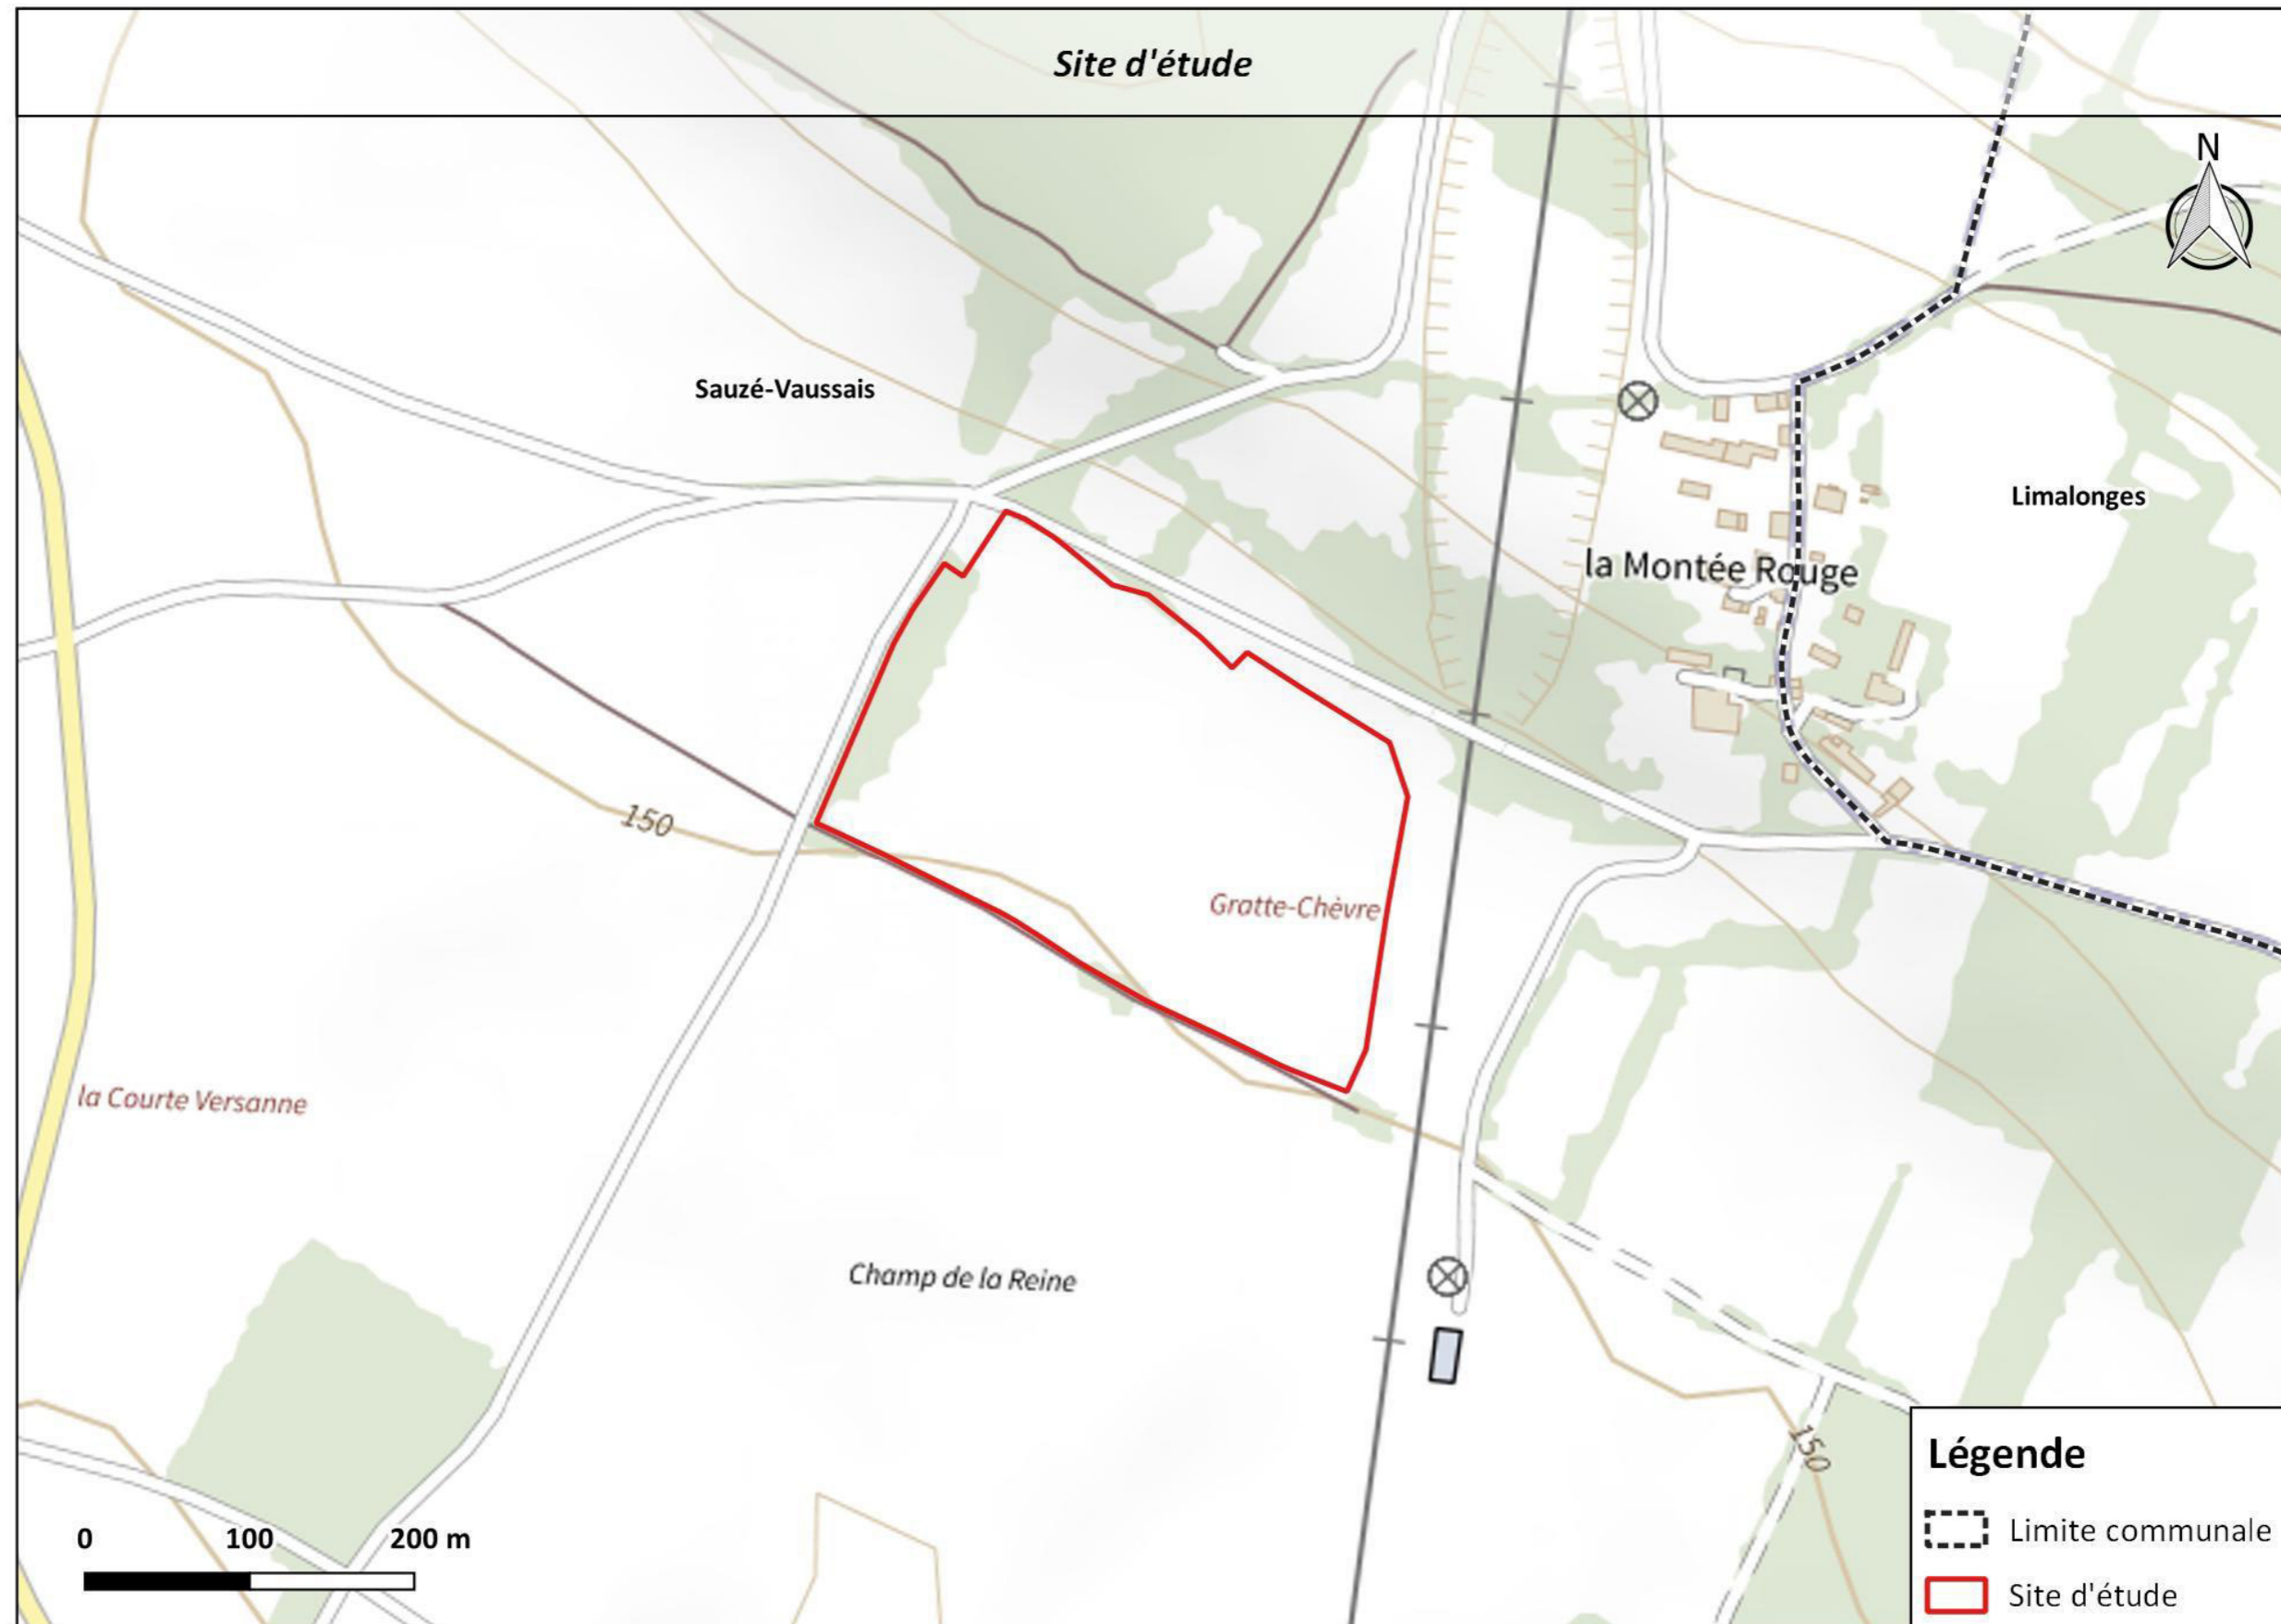 Site d'étude
N
Sauzé-Vaussais
Limalonges
la Montée Rouge
150
Gratte-Chèvre
la Courte Versanne
Champ de la Reine
150
Légende
Limite communale
Site d'étude
0 100 200 m